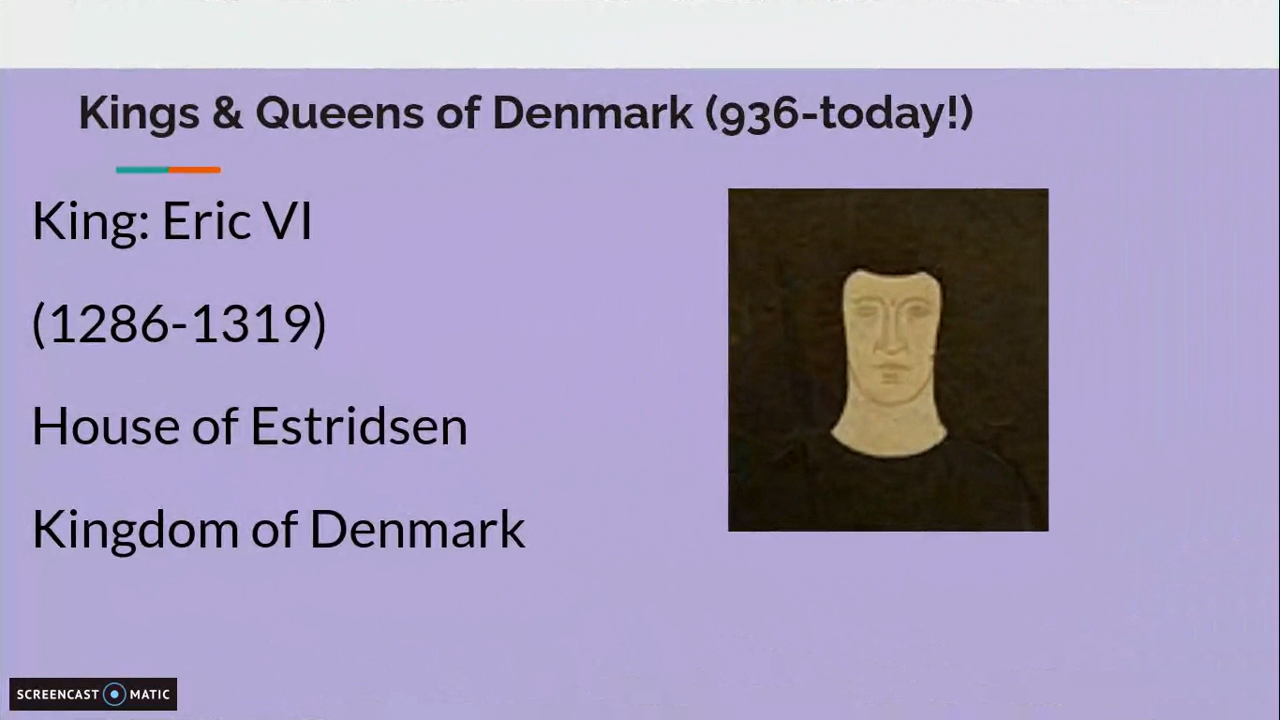 Kings & Queens of Denmark (936-today!)
King: Eric VI
(1286-1319)
House of Estridsen
Kingdom of Denmark
SCREENCAST MATIC